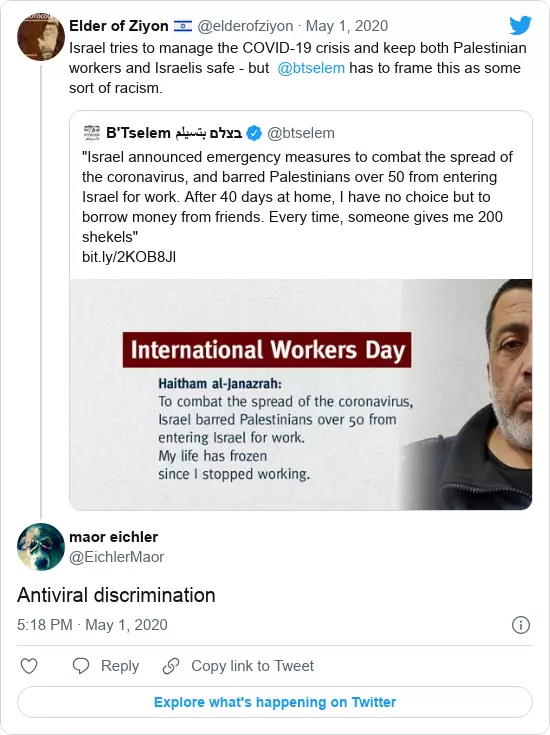 Elder of Ziyon 🇮🇱 @elderofziyon · May 1, 2020
Israel tries to manage the COVID-19 crisis and keep both Palestinian
workers and Israelis safe - but @btselem has to frame this as some
sort of racism.
B'Tselem בצלם بتسيلم @btselem
"Israel announced emergency measures to combat the spread of
the coronavirus, and barred Palestinians over 50 from entering
Israel for work. After 40 days at home, I have no choice but to
borrow money from friends. Every time, someone gives me 200
shekels"
bit.ly/2KOB8Jl
International Workers Day
Haitham al-Janazrah:
To combat the spread of the coronavirus,
Israel barred Palestinians over 50 from
entering Israel for work.
My life has frozen
since I stopped working.
maor eichler
@EichlerMaor
Antiviral discrimination
5:18 PM · May 1, 2020
Reply
Copy link to Tweet
Explore what's happening on Twitter